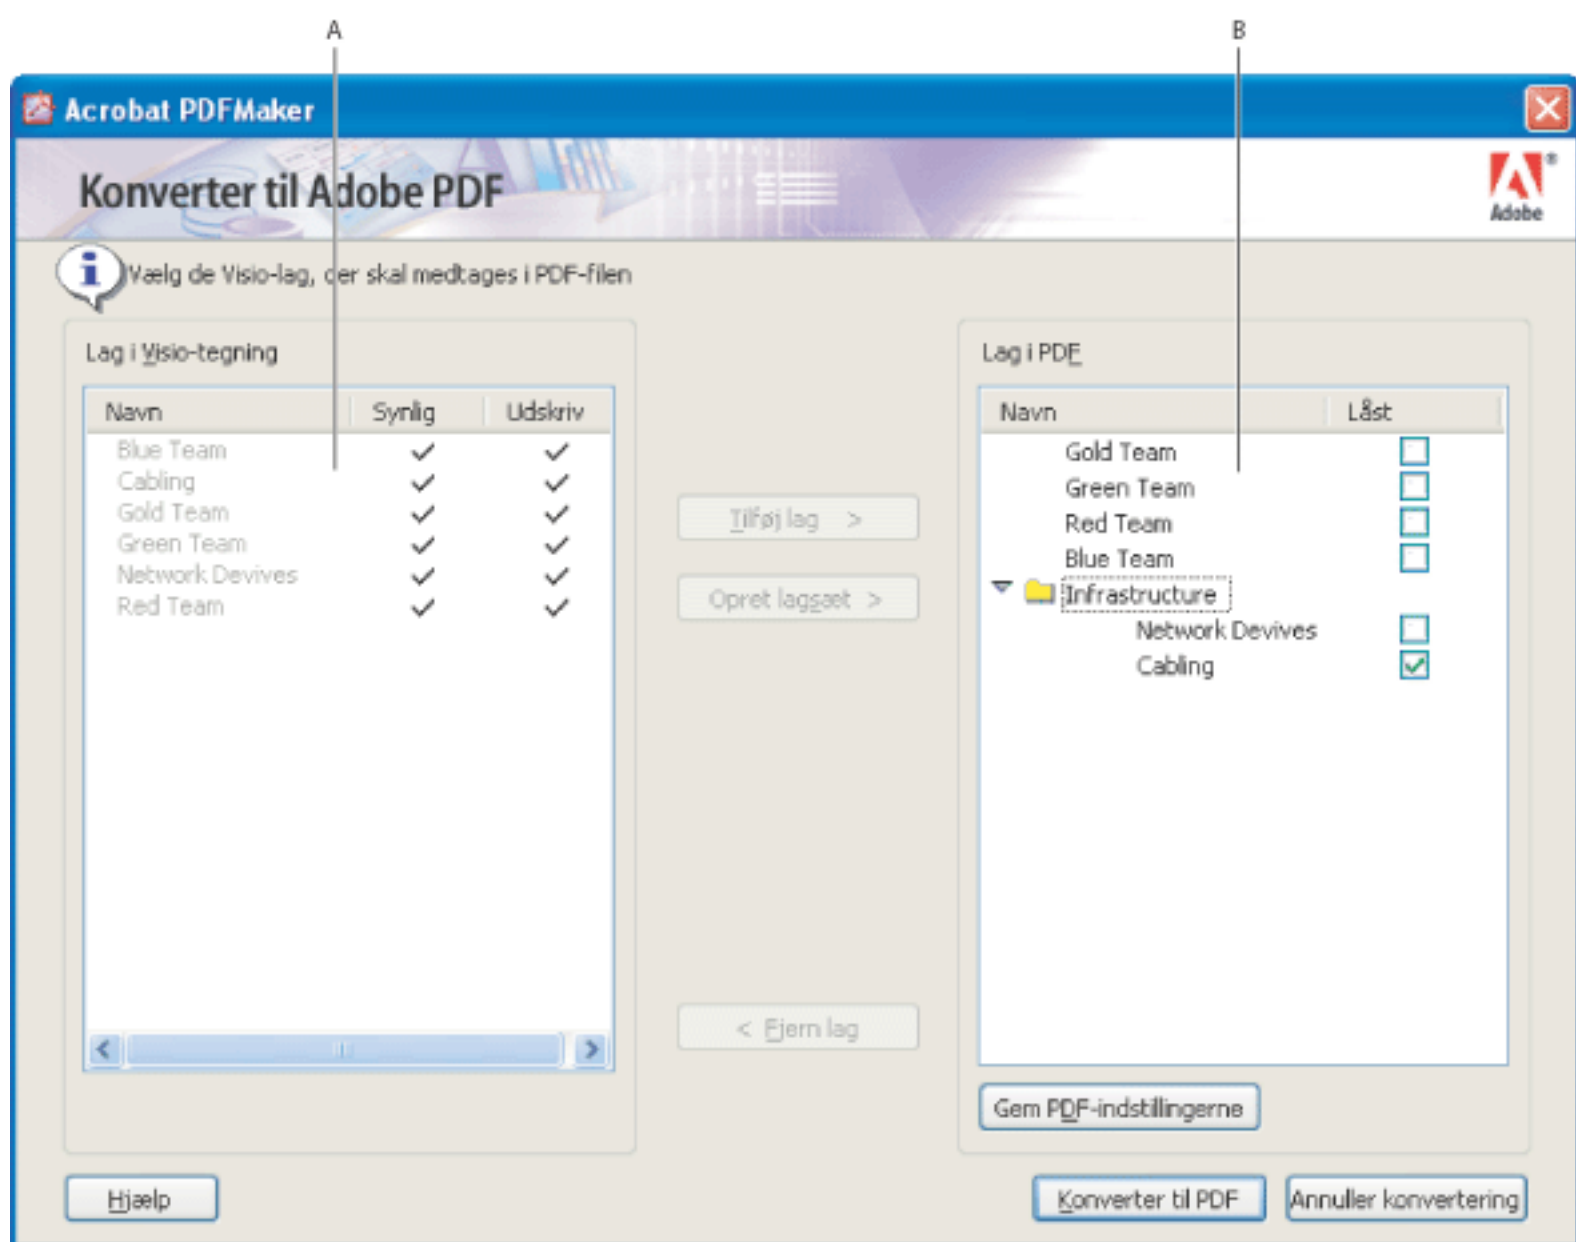 A B
Acrobat PDFMaker
Konverter til Adobe PDF
Adobe
Vælg de Visio-lag, der skal medtages i PDF-filen
Lag i Visio-tegning
Navn Synlig Udskriv
Blue Team
Cabling
Gold Team
Green Team
Network Devives
Red Team
Tilføj lag >
Opret lagsæt >
< Fjern lag
Lag i PDF
Navn Låst
Gold Team
Green Team
Red Team
Blue Team
Infrastructure
Network Devives
Cabling
Gem PDF-indstillingerne
Hjælp
Konverter til PDF
Annuller konvertering